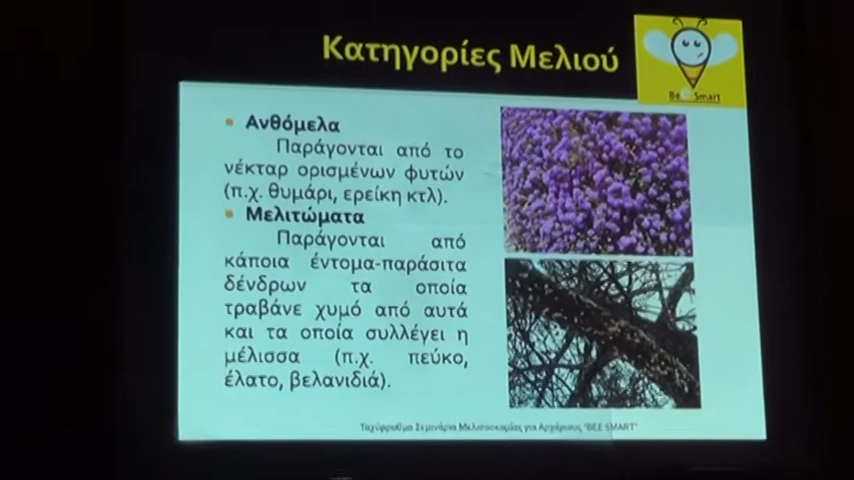 Κατηγορίες Μελιού
Bee Smart
Ανθόμελα
Παράγονται από το
νέκταρ ορισμένων φυτών
(π.χ. θυμάρι, ερείκη κτλ).
Μελιτώματα
Παράγονται από
κάποια έντομα-παράσιτα
δένδρων τα οποία
τραβάνε χυμό από αυτά
και τα οποία συλλέγει η
μέλισσα (π.χ. πεύκο,
έλατο, βελανιδιά).
Ταχύρρυθμα Σεμινάρια Μελισσοκομίας για Αρχάριους "BEE SMART"